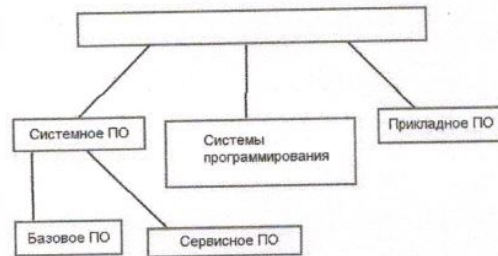 Системное ПО
Системы
программирования
Прикладное ПО
Базовое ПО
Сервисное ПО